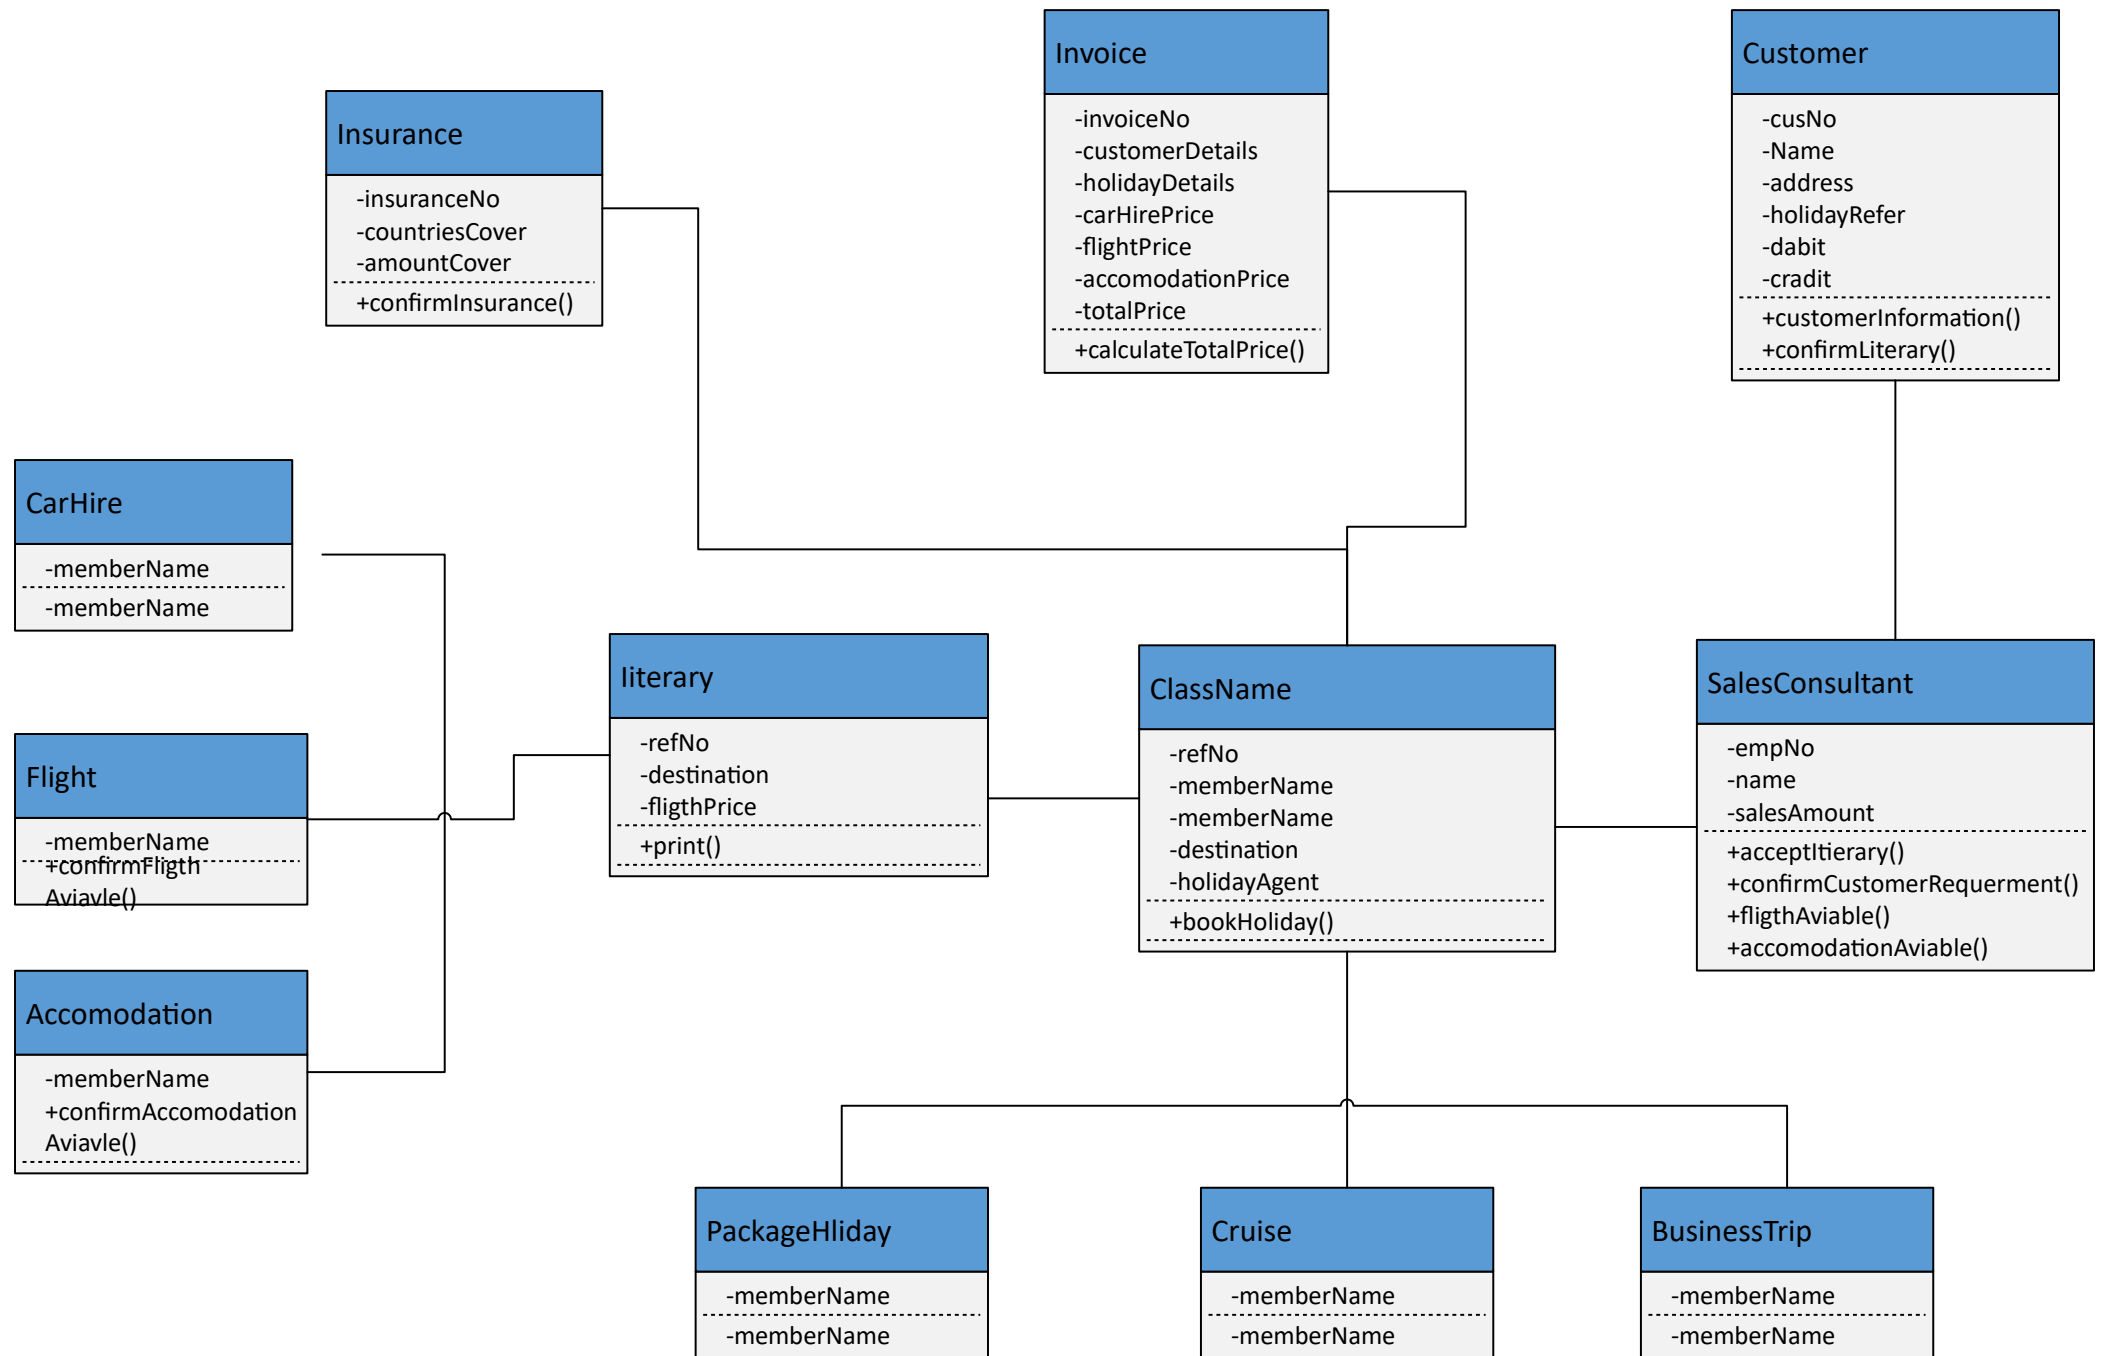 Invoice
-invoiceNo
-customerDetails
-holidayDetails
-carHirePrice
-flightPrice
-accomodationPrice
-totalPrice
+calculateTotalPrice()
Customer
-cusNo
-Name
-address
-holidayRefer
-dabit
-cradit
+customerInformation()
+confirmLiterary()
Insurance
-insuranceNo
-countriesCover
-amountCover
+confirmInsurance()
CarHire
-memberName
-memberName
Iiterary
-refNo
-destination
-fligthPrice
+print()
ClassName
-refNo
-memberName
-memberName
-destination
-holidayAgent
+bookHoliday()
SalesConsultant
-empNo
-name
-salesAmount
+acceptItierary()
+confirmCustomerRequerment()
+fligthAviable()
+accomodationAviable()
Flight
-memberName
+confirmFligth
Aviavle()
Accomodation
-memberName
+confirmAccomodation
Aviavle()
PackageHliday
-memberName
-memberName
Cruise
-memberName
-memberName
BusinessTrip
-memberName
-memberName